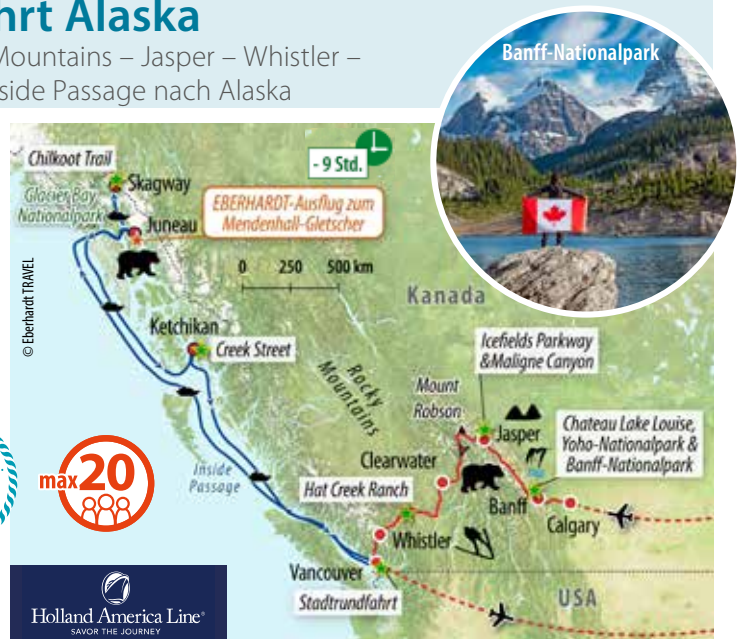 hrt Alaska
Mountains – Jasper – Whistler –
side Passage nach Alaska
Banff-Nationalpark
Chilkoot Trail
- 9 Std.
Skagway
Glacier Bay
Nationalpark
EBERHARDT-Ausflug zum
Mendenhall-Gletscher
Juneau
0 250 500 km
© Eberhardt TRAVEL
Kanada
Ketchikan
Creek Street
Icefields Parkway
&Maligne Canyon
Rocky
Mountains
Mount
Robson
Jasper
Chateau Lake Louise,
Yoho-Nationalpark &
Banff-Nationalpark
Clearwater
Inside
Passage
max 20
Hat Creek Ranch
Banff
Calgary
Whistler
Vancouver
Stadtrundfahrt
USA
Holland America Line®
SAVOR THE JOURNEY